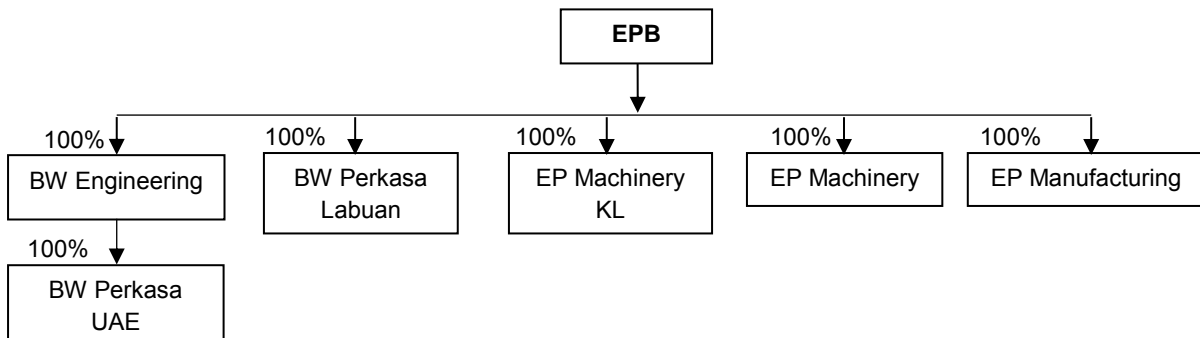 EPB
100%
100%
100%
100%
100%
BW Engineering
BW Perkasa
Labuan
EP Machinery
KL
EP Machinery
EP Manufacturing
100%
BW Perkasa
UAE